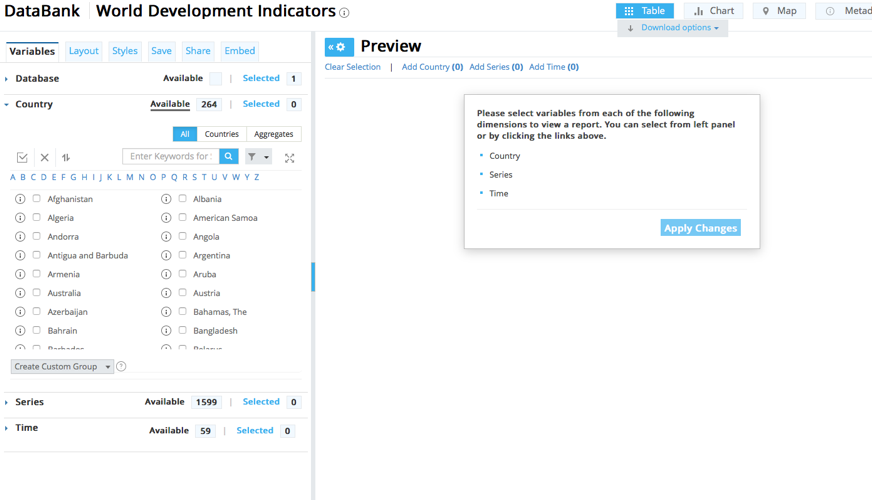 DataBank World Development Indicators
Table Chart Map Metad
Download options
Variables Layout Styles Save Share Embed
« Preview
Clear Selection | Add Country (0) Add Series (0) Add Time (0)
Database Available | Selected 1
Country Available 264 | Selected 0
All Countries Aggregates
Enter Keywords for
A B C D E F G H I J K L M N O P Q R S T U V W Y Z
Afghanistan Albania
Algeria American Samoa
Andorra Angola
Antigua and Barbuda Argentina
Armenia Aruba
Australia Austria
Azerbaijan Bahamas, The
Bahrain Bangladesh
Barbados Belarus
Create Custom Group ?
Series Available 1599 | Selected 0
Time Available 59 | Selected 0
Please select variables from each of the following
dimensions to view a report. You can select from left panel
or by clicking the links above.
Country
Series
Time
Apply Changes